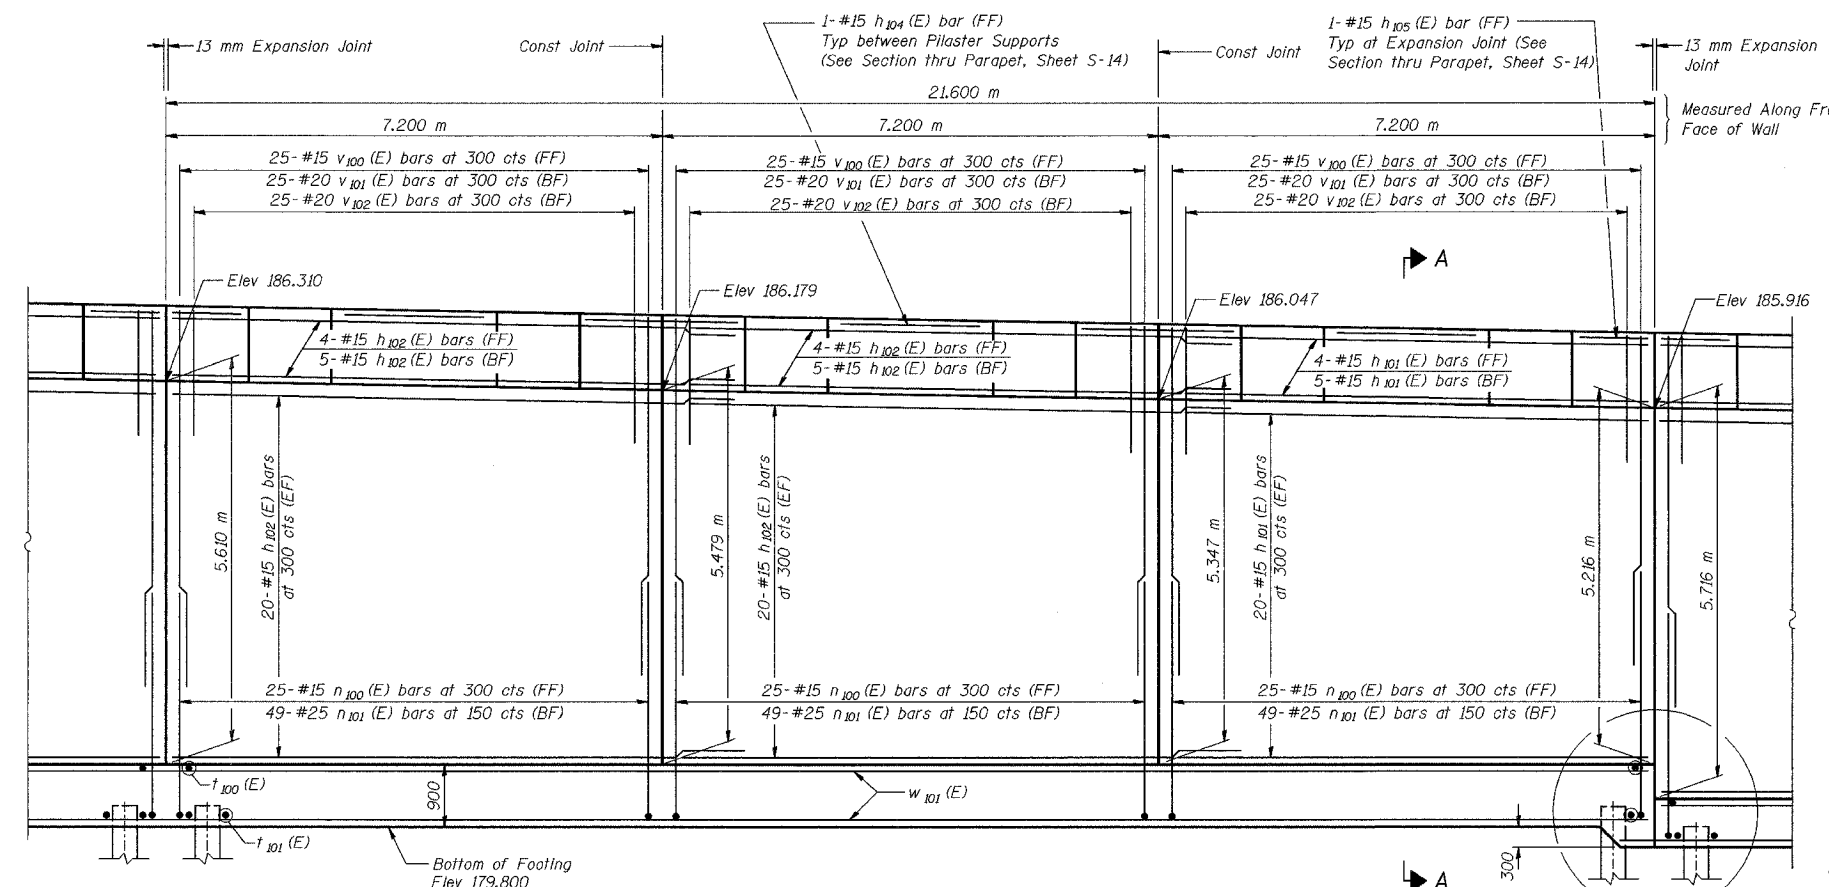 1-#15 h104 (E) bar (FF)
Typ between Pilaster Supports
(See Section thru Parapet, Sheet S-14)
1-#15 h105 (E) bar (FF)
Typ at Expansion Joint (See
Section thru Parapet, Sheet S-14)
13 mm Expansion Joint
Const Joint
Const Joint
13 mm Expansion
Joint
21.600 m
Measured Along
Face of Wall
7.200 m
7.200 m
7.200 m
25-#15 v100 (E) bars at 300 cts (FF)
25-#20 v101 (E) bars at 300 cts (BF)
25-#20 v102 (E) bars at 300 cts (BF)
25-#15 v100 (E) bars at 300 cts (FF)
25-#20 v101 (E) bars at 300 cts (BF)
25-#20 v102 (E) bars at 300 cts (BF)
25-#15 v100 (E) bars at 300 cts (FF)
25-#20 v101 (E) bars at 300 cts (BF)
25-#20 v102 (E) bars at 300 cts (BF)
A
Elev 186.310
Elev 186.179
Elev 186.047
Elev 185.916
4-#15 h102 (E) bars (FF)
5-#15 h102 (E) bars (BF)
4-#15 h102 (E) bars (FF)
5-#15 h102 (E) bars (BF)
4-#15 h101 (E) bars (FF)
5-#15 h101 (E) bars (BF)
5.610 m
20-#15 h102 (E) bars
at 300 cts (EF)
5.479 m
20-#15 h102 (E) bars
at 300 cts (EF)
5.347 m
20-#15 h101 (E) bars
at 300 cts (EF)
5.216 m
5.716 m
25-#15 n100 (E) bars at 300 cts (FF)
49-#25 n101 (E) bars at 150 cts (BF)
25-#15 n100 (E) bars at 300 cts (FF)
49-#25 n101 (E) bars at 150 cts (BF)
25-#15 n100 (E) bars at 300 cts (FF)
49-#25 n101 (E) bars at 150 cts (BF)
t100 (E)
900
w101 (E)
t101 (E)
Bottom of Footing
Elev 179.800
300
A